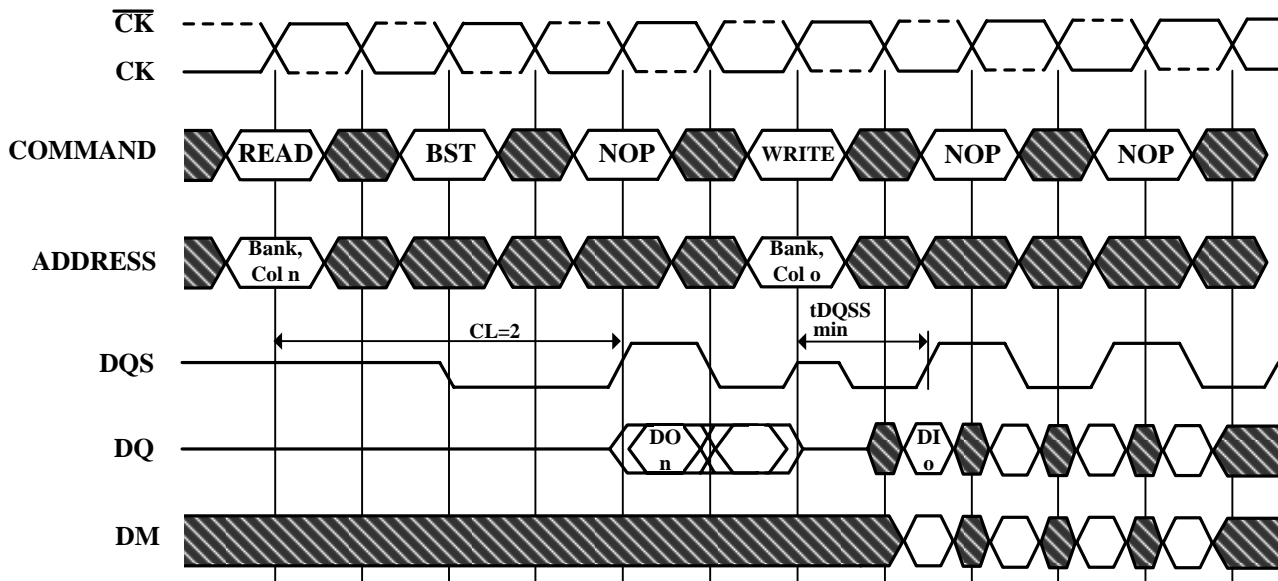 CK
CK
COMMAND
READ
BST
NOP
WRITE
NOP
NOP
ADDRESS
Bank,
Col n
Bank,
Col o
CL=2
tDQSS
min
DQS
DQ
DO
n
DI
o
DM